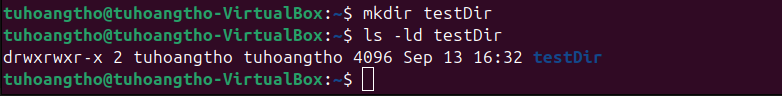 tuhoangtho@tuhoangtho-VirtualBox:~$ mkdir testDir
tuhoangtho@tuhoangtho-VirtualBox:~$ ls -ld testDir
drwxrwxr-x 2 tuhoangtho tuhoangtho 4096 Sep 13 16:32 testDir
tuhoangtho@tuhoangtho-VirtualBox:~$